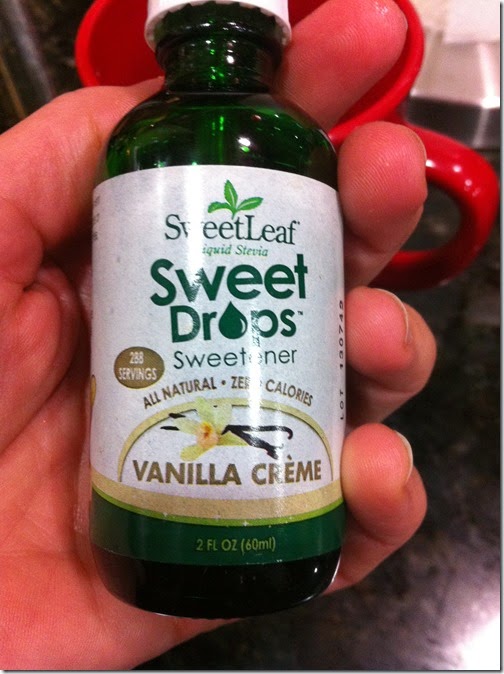 SweetLeaf
Liquid Stevia
Sweet
Drops™
Sweetener
288
SERVINGS
ALL NATURAL • ZERO CALORIES
VANILLA CRÈME
2 FL OZ (60ml)
LOT 130749